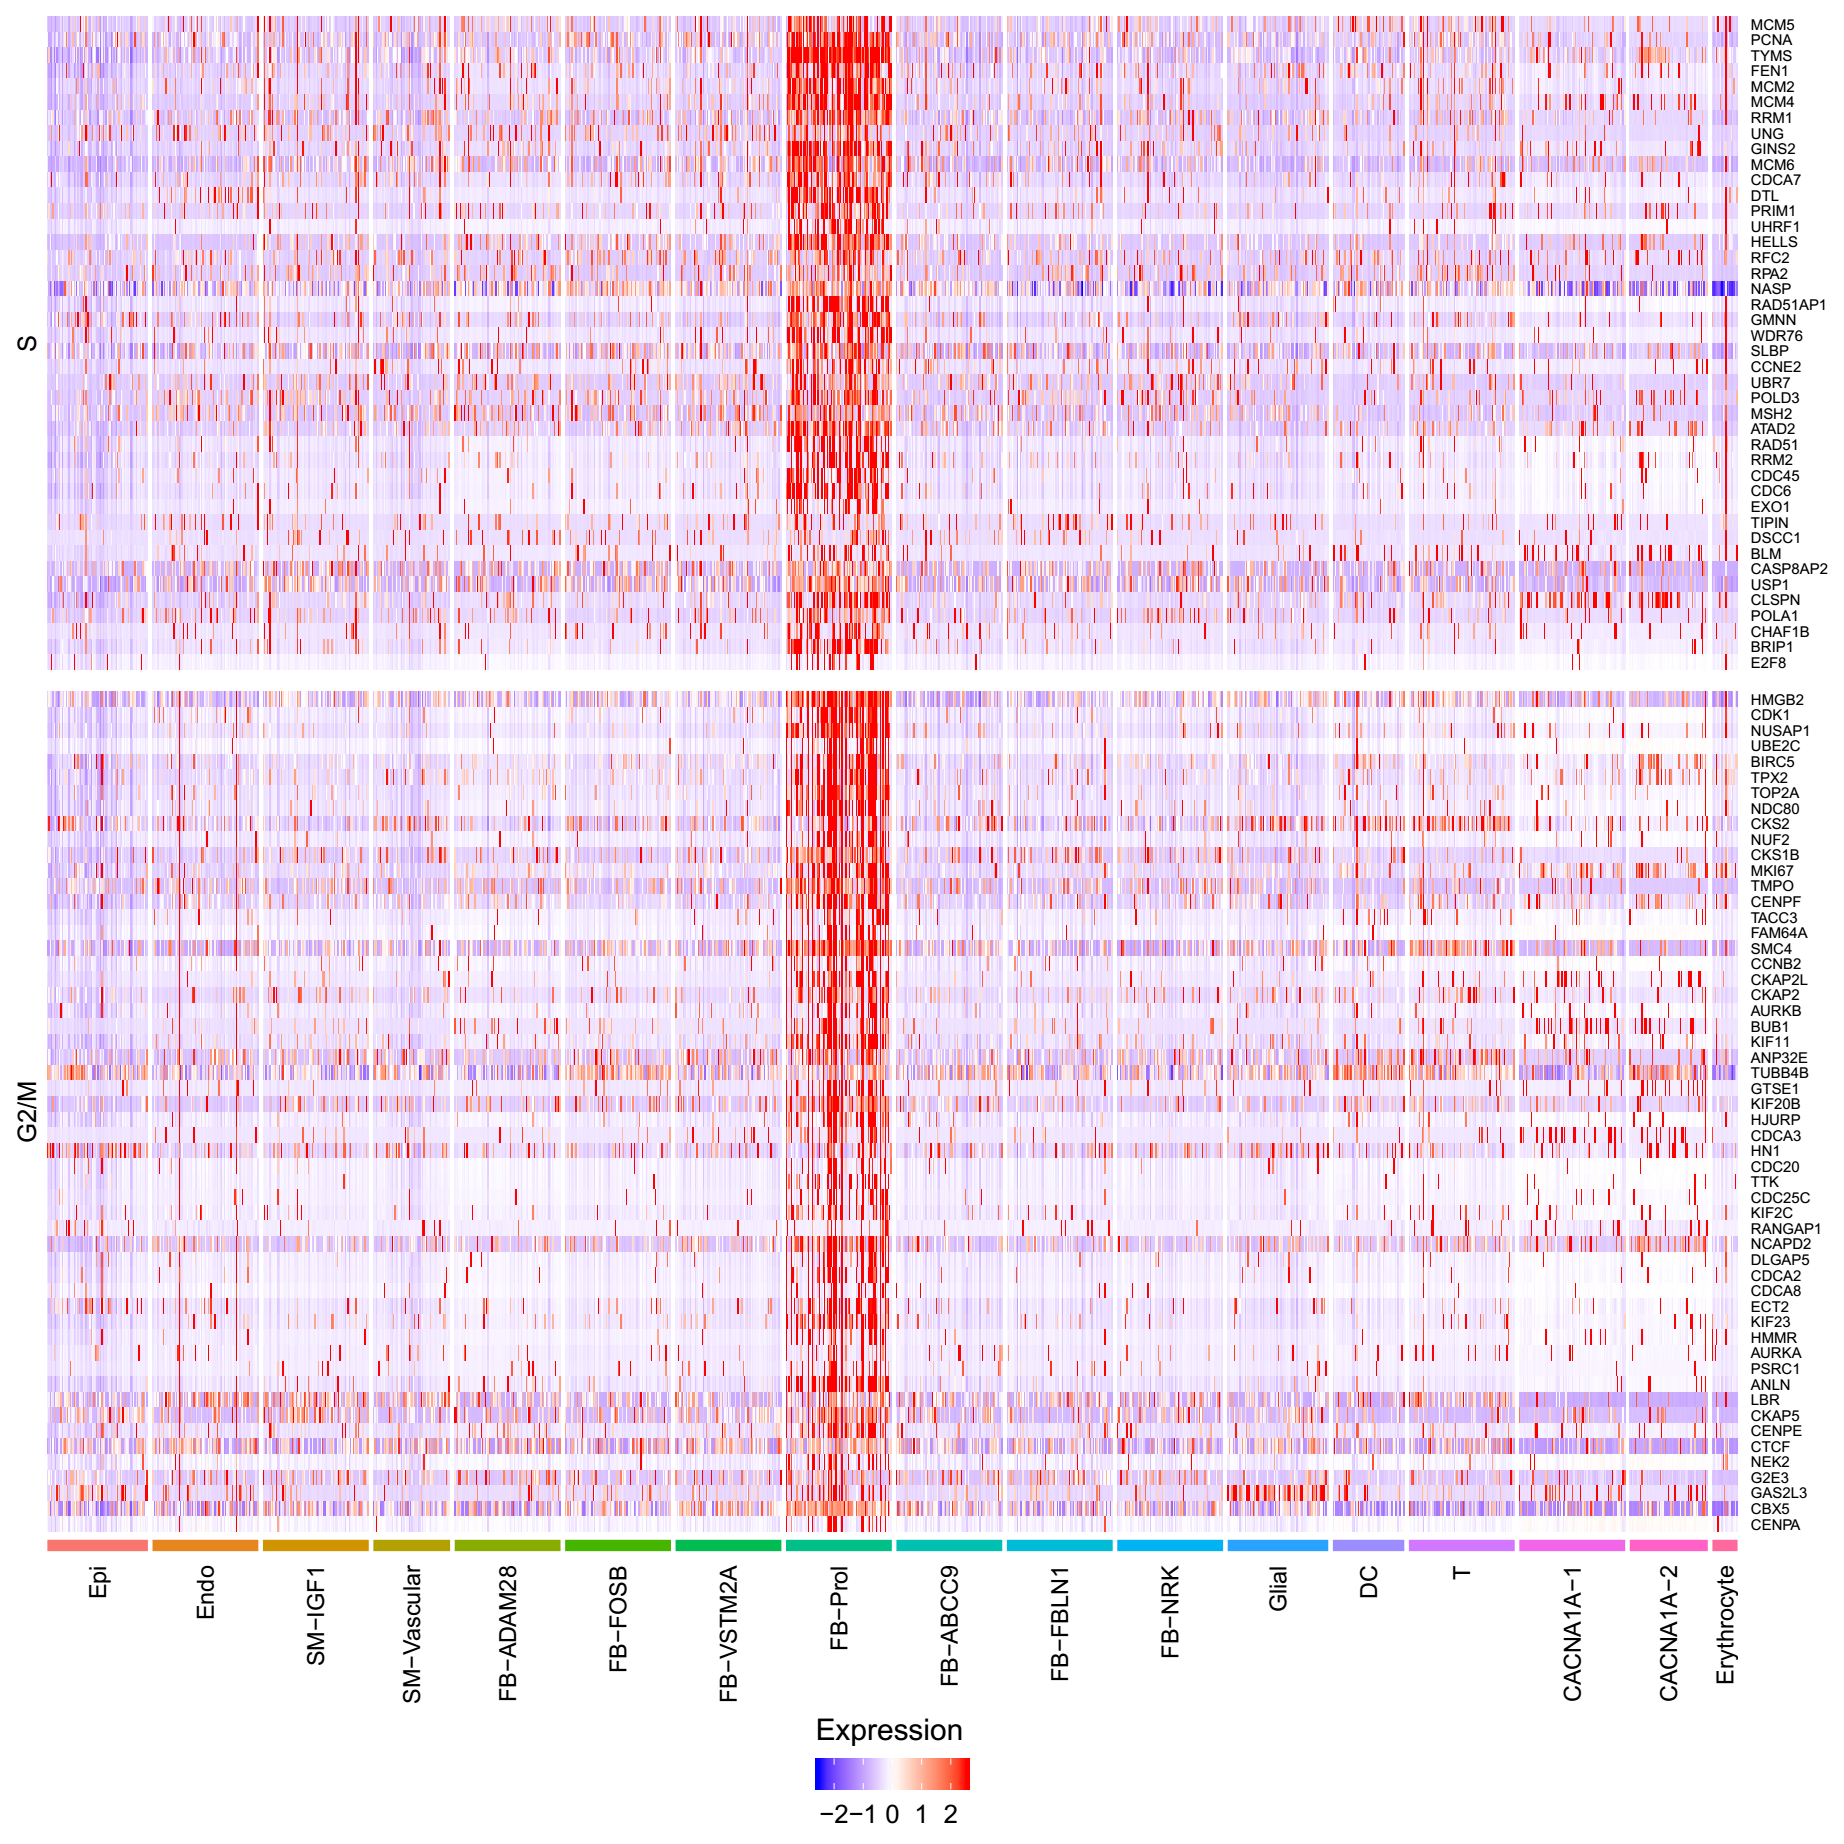 S
MCM5
PCNA
TYMS
FEN1
MCM2
MCM4
RRM1
UNG
GINS2
MCM6
CDCA7
DTL
PRIM1
UHRF1
HELLS
RFC2
RPA2
NASP
RAD51AP1
GMNN
WDR76
SLBP
CCNE2
UBR7
POLD3
MSH2
ATAD2
RAD51
RRM2
CDC45
CDC6
EXO1
TIPIN
DSCC1
BLM
CASP8AP2
USP1
CLSPN
POLA1
CHAF1B
BRIP1
E2F8
G2/M
HMGB2
CDK1
NUSAP1
UBE2C
BIRC5
TPX2
TOP2A
NDC80
CKS2
NUF2
CKS1B
MKI67
TMPO
CENPF
TACC3
FAM64A
SMC4
CCNB2
CKAP2L
CKAP2
AURKB
BUB1
KIF11
ANP32E
TUBB4B
GTSE1
KIF20B
HJURP
CDCA3
HN1
CDC20
TTK
CDC25C
KIF2C
RANGAP1
NCAPD2
DLGAP5
CDCA2
CDCA8
ECT2
KIF23
HMMR
AURKA
PSRC1
ANLN
LBR
CKAP5
CENPE
CTCF
NEK2
G2E3
GAS2L3
CBX5
CENPA
Epi
Endo
SM−IGF1
SM−Vascular
FB−ADAM28
FB−FOSB
FB−VSTM2A
FB−Prol
FB−ABCC9
FB−FBLN1
FB−NRK
Glial
DC
T
CACNA1A−1
CACNA1A−2
Erythrocyte
Expression
−2 −1 0 1 2